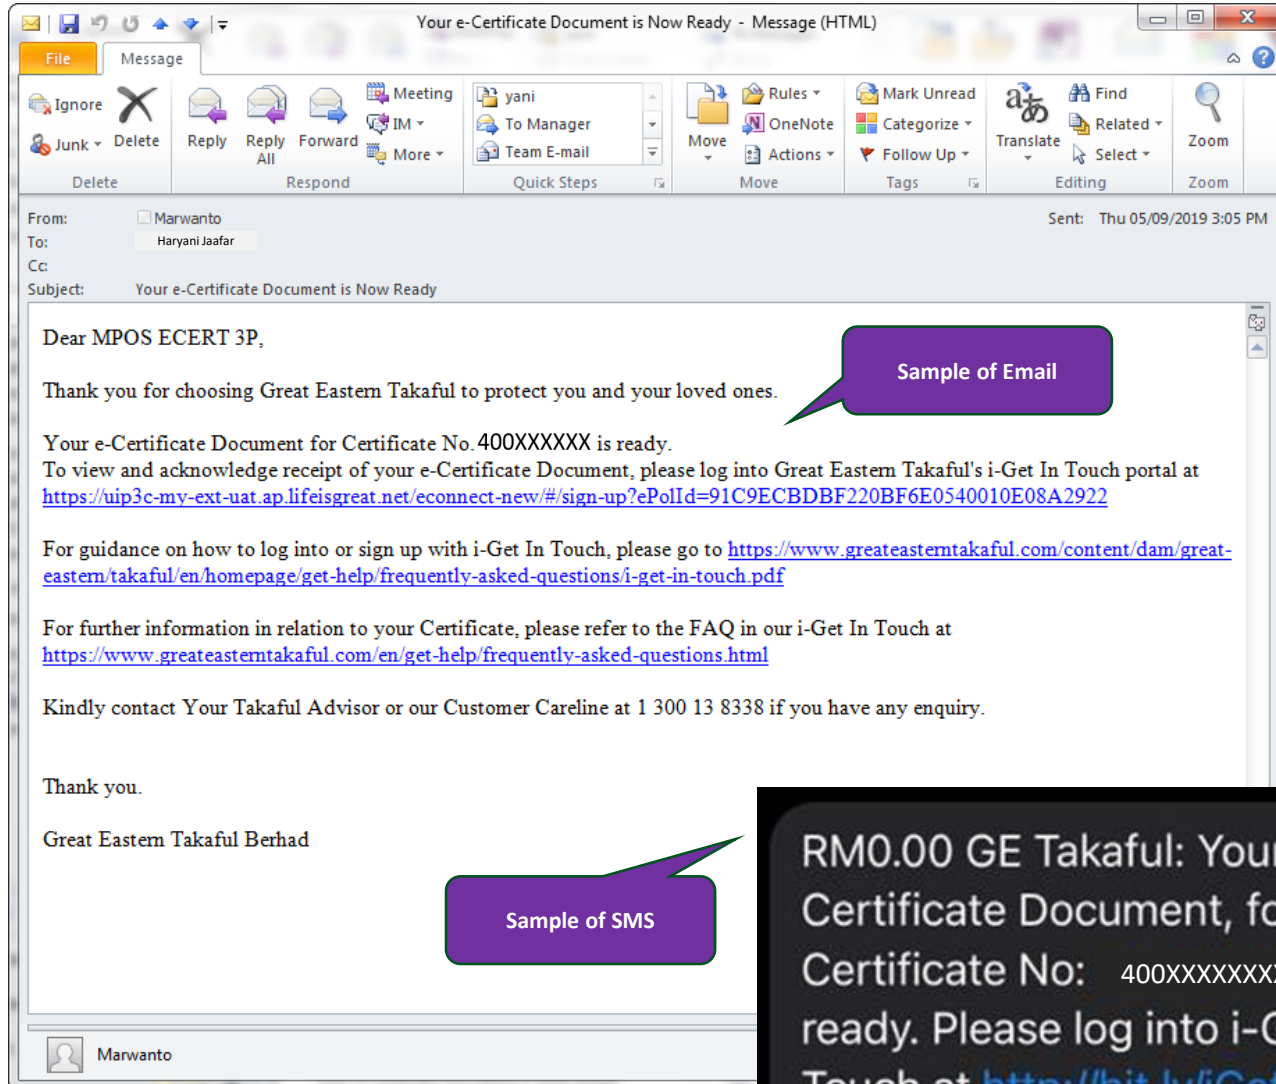 Your e-Certificate Document is Now Ready - Message (HTML)
File Message
Ignore
Junk
Delete
Reply
Reply All
Forward
Meeting
IM
More
yani
To Manager
Team E-mail
Move
Rules
OneNote
Actions
Mark Unread
Categorize
Follow Up
Translate
Find
Related
Select
Zoom
Delete Respond Quick Steps Move Tags Editing Zoom
From: Marwanto Sent: Thu 05/09/2019 3:05 PM
To: Haryani Jaafar
Cc:
Subject: Your e-Certificate Document is Now Ready
Dear MPOS ECERT 3P,
Sample of Email
Thank you for choosing Great Eastern Takaful to protect you and your loved ones.
Your e-Certificate Document for Certificate No. 400XXXXXX is ready.
To view and acknowledge receipt of your e-Certificate Document, please log into Great Eastern Takaful's i-Get In Touch portal at
https://uip3c-my-ext-uat.ap.lifeisgreat.net/econnect-new/#/sign-up?ePolId=91C9ECBDBF220BF6E0540010E08A2922
For guidance on how to log into or sign up with i-Get In Touch, please go to https://www.greateasterntakaful.com/content/dam/great-
eastern/takaful/en/homepage/get-help/frequently-asked-questions/i-get-in-touch.pdf
For further information in relation to your Certificate, please refer to the FAQ in our i-Get In Touch at
https://www.greateasterntakaful.com/en/get-help/frequently-asked-questions.html
Kindly contact Your Takaful Advisor or our Customer Careline at 1 300 13 8338 if you have any enquiry.
Thank you.
Great Eastern Takaful Berhad
Sample of SMS
RM0.00 GE Takaful: Your
Certificate Document, fo
Certificate No: 400XXXXXXXX
ready. Please log into i-G
Touch at http://bit.ly/iGe
Marwanto